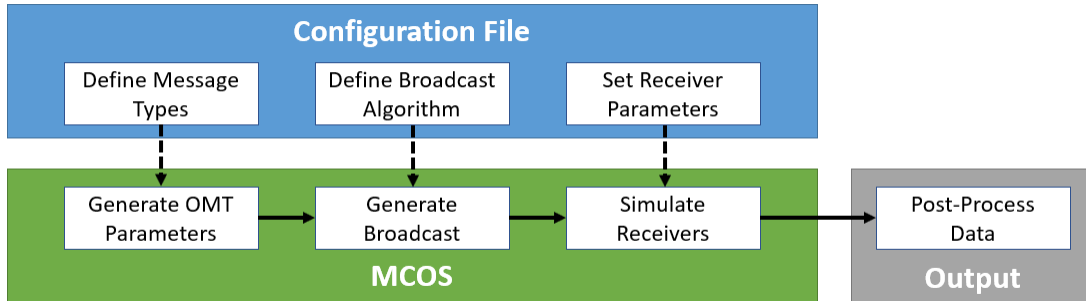 Configuration File
Define Message
Types
Define Broadcast
Algorithm
Set Receiver
Parameters
Generate OMT
Parameters
Generate
Broadcast
Simulate
Receivers
Post-Process
Data
MCOS
Output